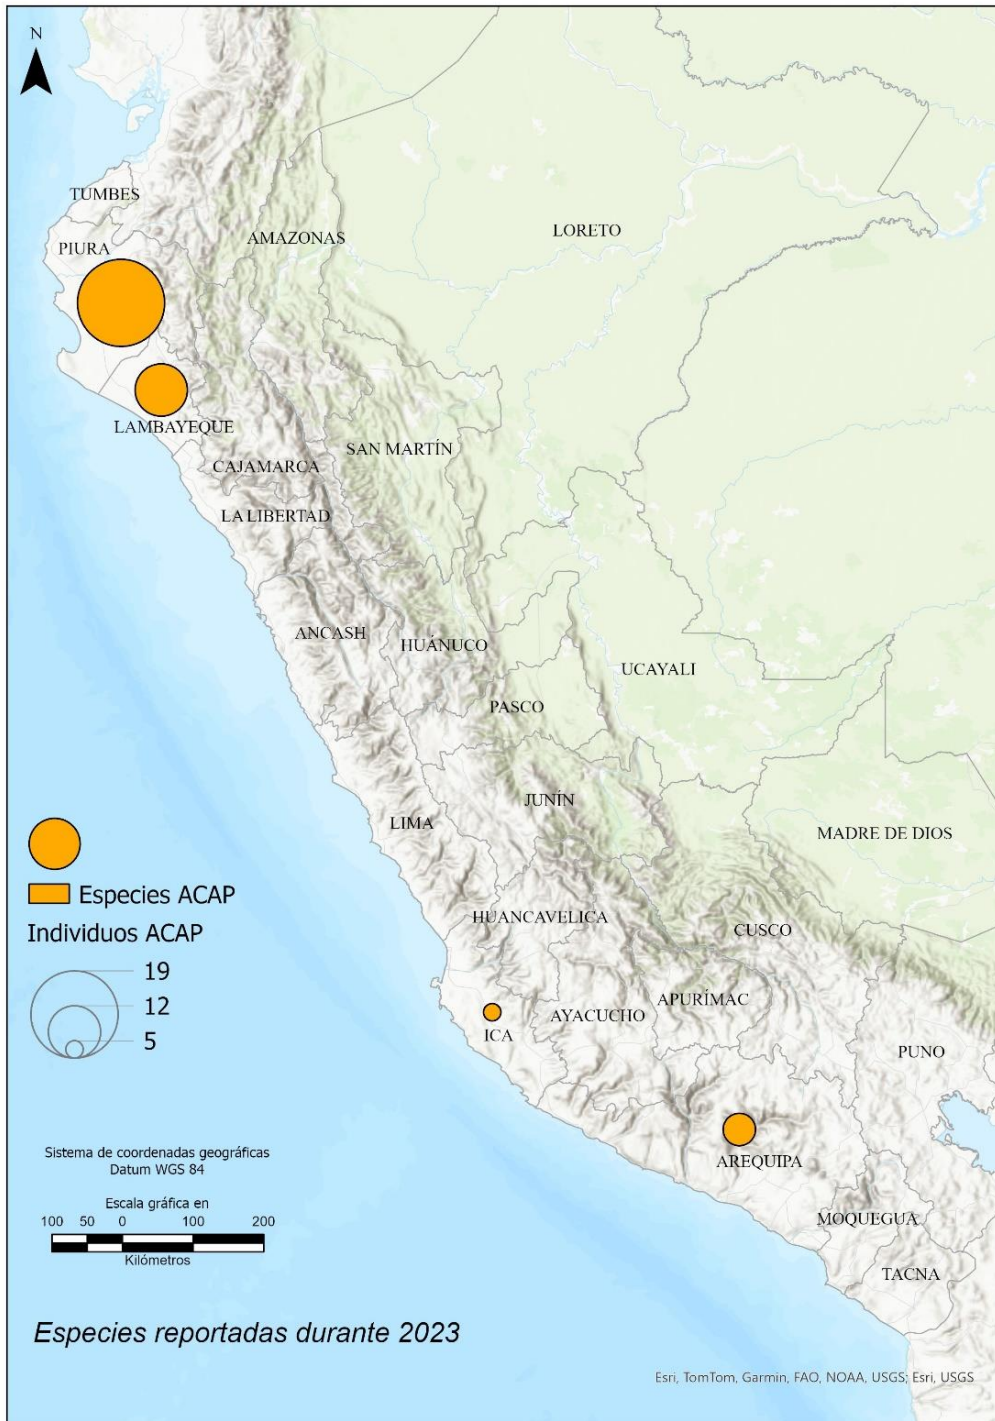 N
TUMBES
PIURA
AMAZONAS
LORETO
LAMBAYEQUE
SAN MARTÍN
CAJAMARCA
LA LIBERTAD
ANCASH
HUÁNUCO
UCAYALI
PASCO
JUNÍN
LIMA
MADRE DE DIOS
HUANCAVELICA
CUSCO
APURÍMAC
AYACUCHO
ICA
PUNO
AREQUIPA
MOQUEGUA
TACNA
Especies ACAP
Individuos ACAP
19
12
5
Sistema de coordenadas geográficas
Datum WGS 84
Escala gráfica en
100 50 0 100 200
Kilómetros
Especies reportadas durante 2023
Esri, TomTom, Garmin, FAO, NOAA, USGS; Esri, USGS